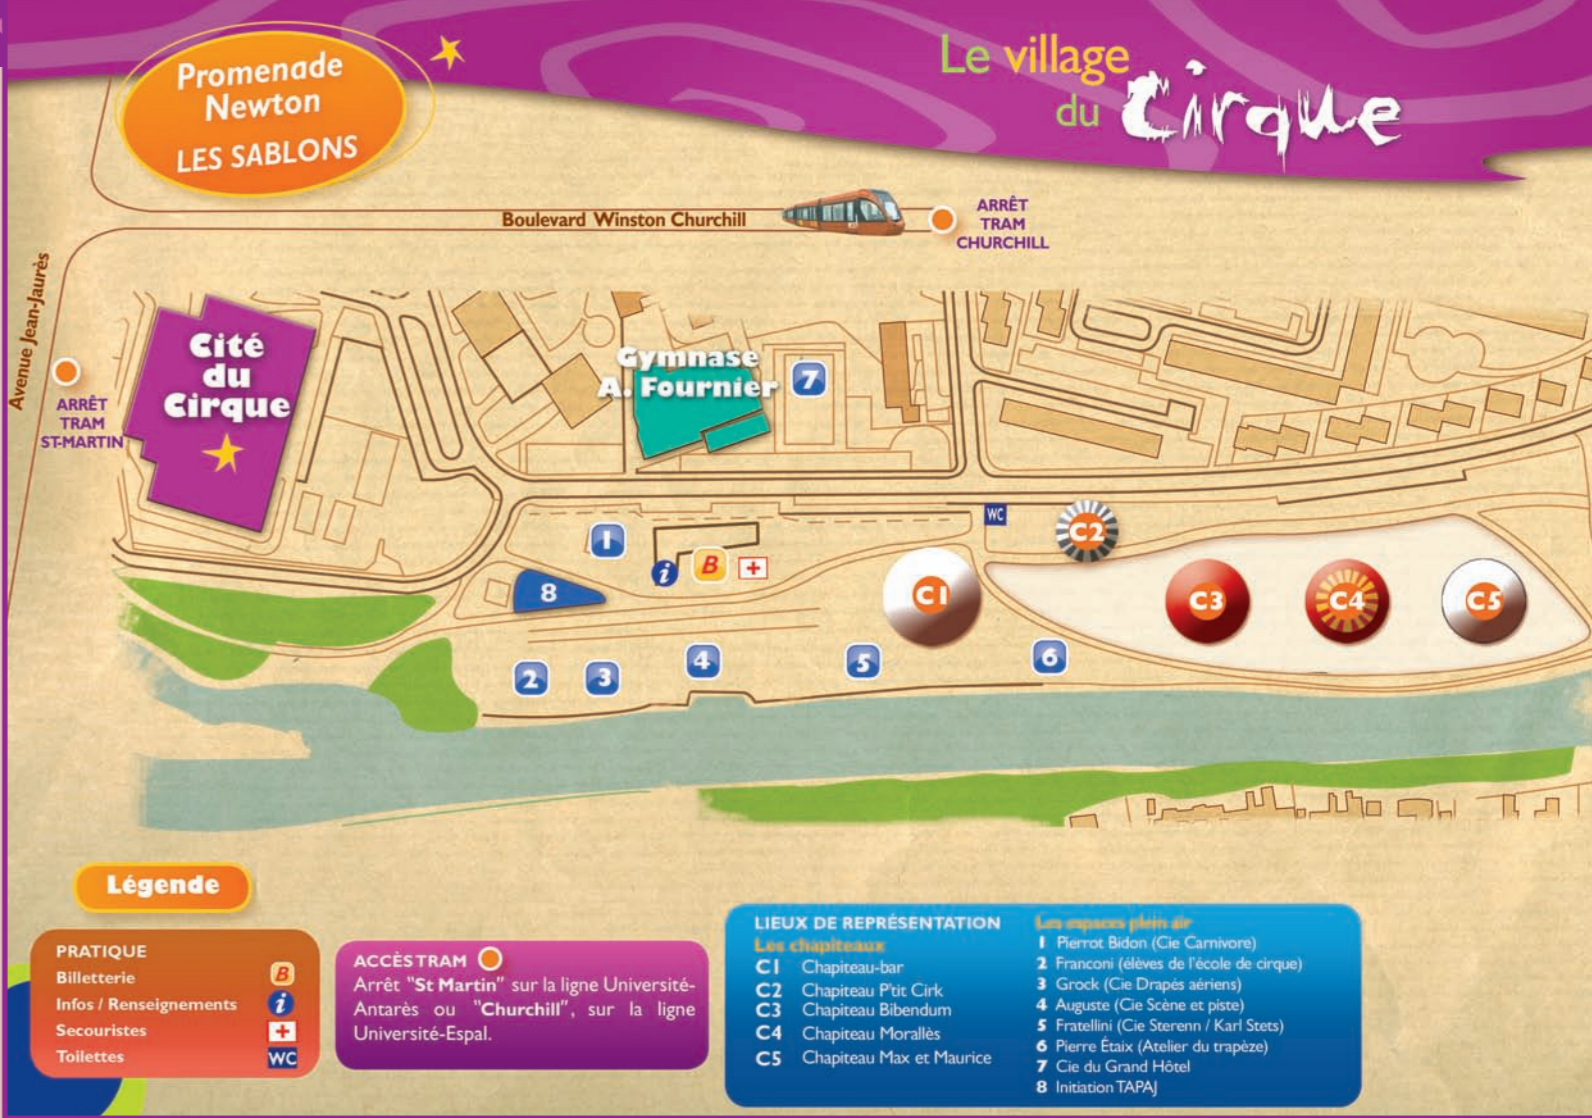 Promenade
Newton
LES SABLONS
Le village
du Cirque
Boulevard Winston Churchill
ARRÊT
TRAM
CHURCHILL
Avenue Jean-Jaurès
ARRÊT
TRAM
ST-MARTIN
Cité
du
Cirque
Gymnase
A. Fournier
7
WC
C2
1
i
B
8
C1
C3
C4
C5
2
3
4
5
6
Légende
PRATIQUE
Billetterie B
Infos / Renseignements i
Secouristes
Toilettes WC
ACCÈS TRAM
Arrêt "St Martin" sur la ligne Université-
Antarès ou "Churchill", sur la ligne
Université-Espal.
LIEUX DE REPRÉSENTATION
Les chapiteaux
C1 Chapiteau-bar
C2 Chapiteau P'tit Cirk
C3 Chapiteau Bibendum
C4 Chapiteau Morallès
C5 Chapiteau Max et Maurice
Les espaces plein air
1 Pierrot Bidon (Cie Carnivore)
2 Franconi (élèves de l'école de cirque)
3 Grock (Cie Drapés aériens)
4 Auguste (Cie Scène et piste)
5 Fratellini (Cie Sterenn / Karl Stets)
6 Pierre Étaix (Atelier du trapèze)
7 Cie du Grand Hôtel
8 Initiation TAPAJ